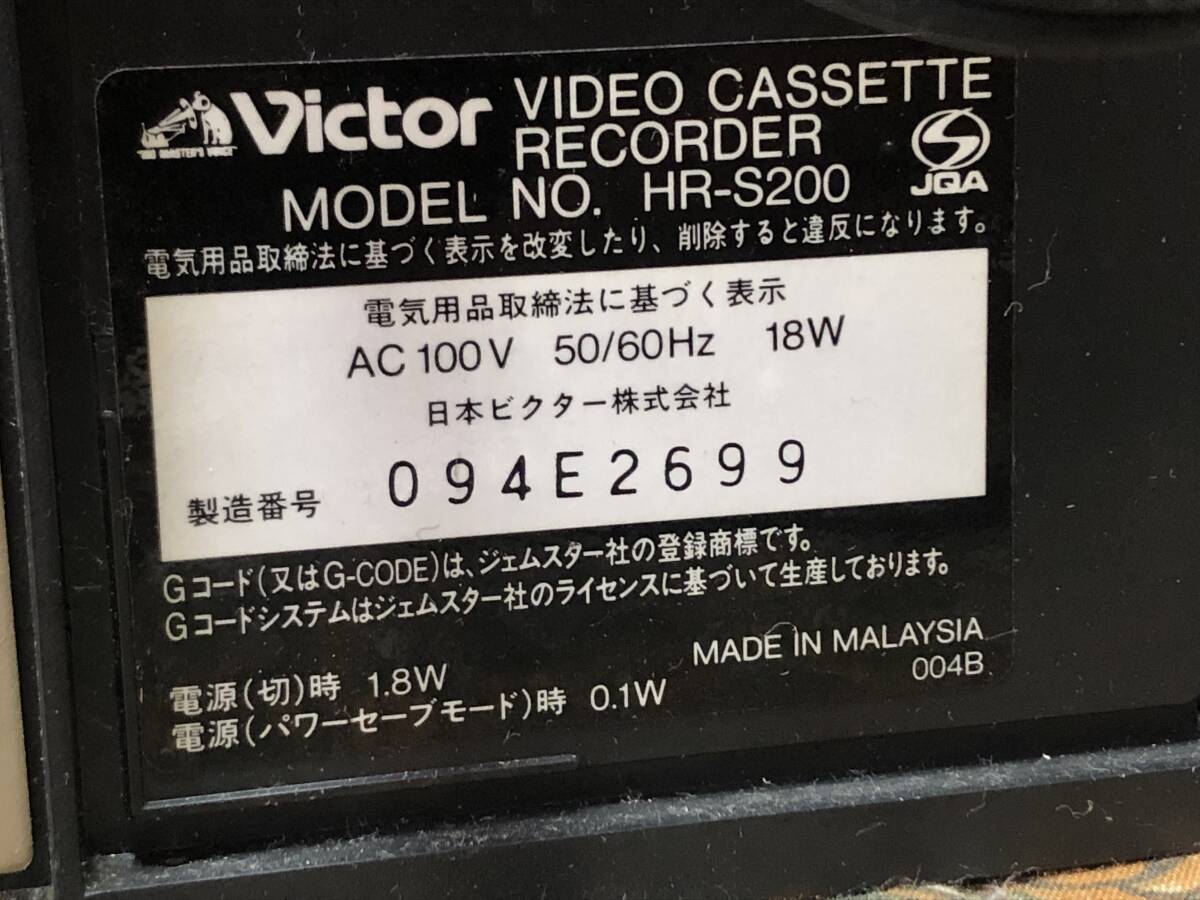 "HIS MASTER'S VOICE"
Victor
VIDEO CASSETTE
RECORDER
JQA
MODEL NO. HR-S200
電気用品取締法に基づく表示を改変したり、削除すると違反になります。
電気用品取締法に基づく表示
AC 100V 50/60Hz 18W
日本ビクター株式会社
製造番号 094E2699
Gコード(又はG-CODE)は、ジェムスター社の登録商標です。
Gコードシステムはジェムスター社のライセンスに基づいて生産しております。
MADE IN MALAYSIA
004B
電源(切)時 1.8W
電源(パワーセーブモード)時 0.1W